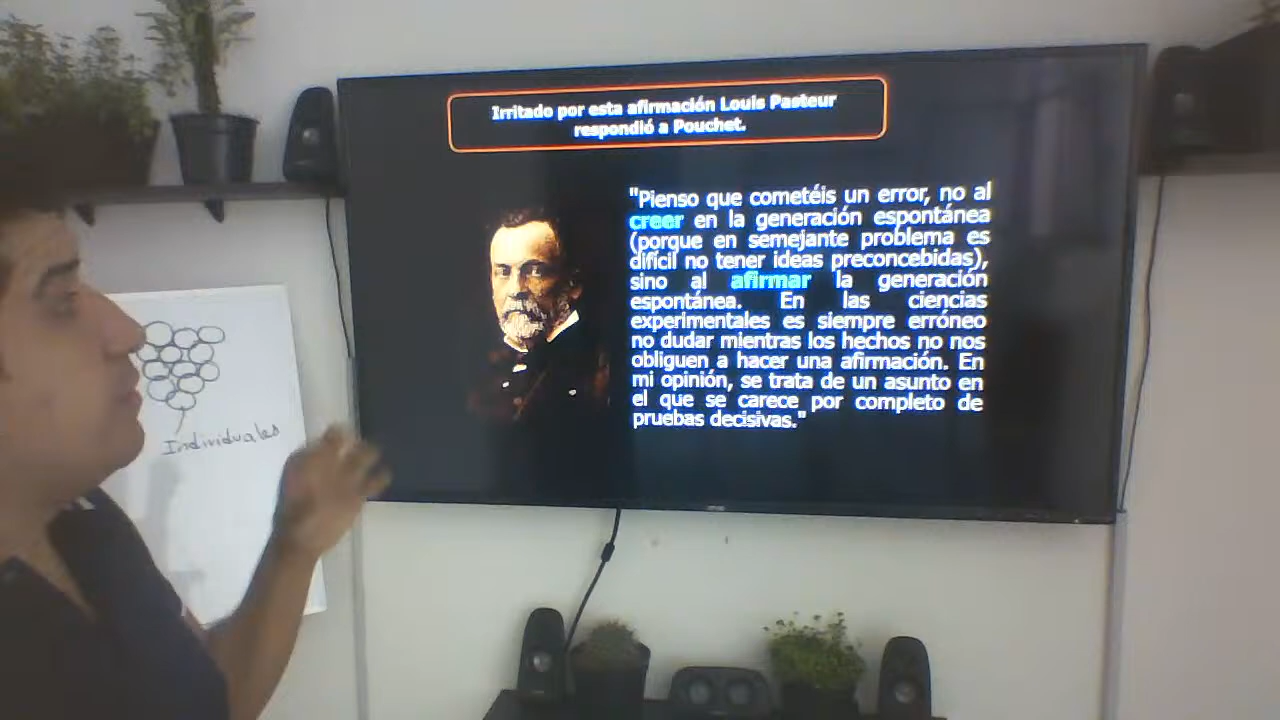 Irritado por esta afirmación Louis Pasteur
respondió a Pouchet.
"Pienso que cometéis un error, no al
creer en la generación espontánea
(porque en semejante problema es
difícil no tener ideas preconcebidas),
sino al afirmar la generación
espontánea. En las ciencias
experimentales es siempre erróneo
no dudar mientras los hechos no nos
obliguen a hacer una afirmación. En
mi opinión, se trata de un asunto en
el que se carece por completo de
pruebas decisivas."
Individuales